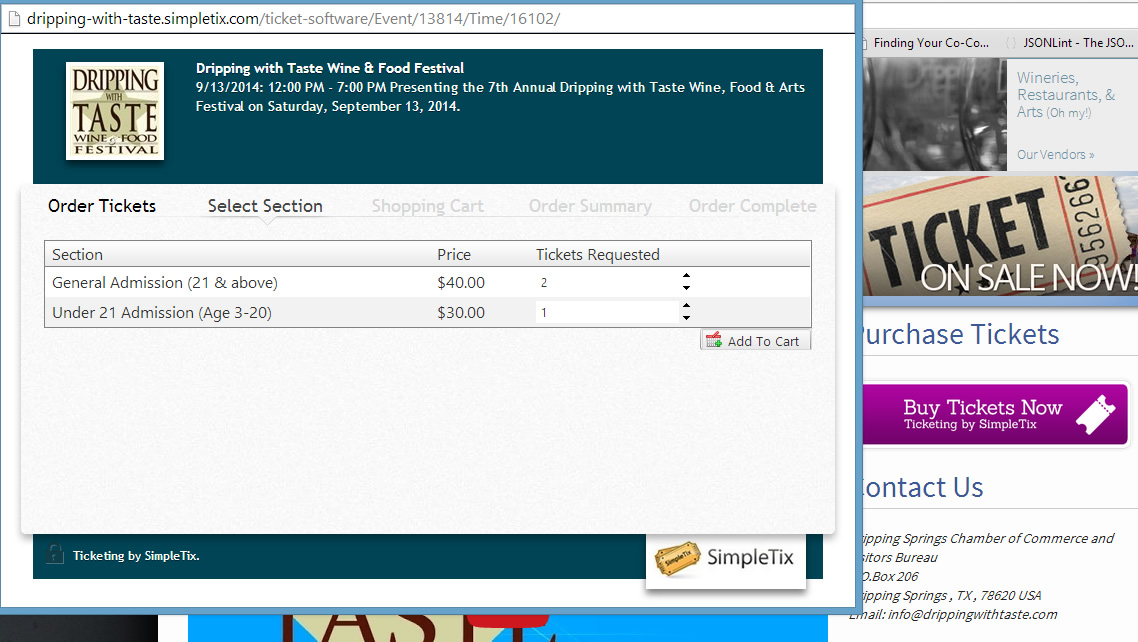 dripping-with-taste.simpletix.com/ticket-software/Event/13814/Time/16102/
DRIPPING
WITH
TASTE
WINE & FOOD
FESTIVAL
Dripping with Taste Wine & Food Festival
9/13/2014: 12:00 PM - 7:00 PM Presenting the 7th Annual Dripping with Taste Wine, Food & Arts
Festival on Saturday, September 13, 2014.
Order Tickets Select Section Shopping Cart Order Summary Order Complete
Section Price Tickets Requested
General Admission (21 & above) $40.00 2
Under 21 Admission (Age 3-20) $30.00 1
Add To Cart
Ticketing by SimpleTix.
SimpleTix
SimpleTix
Finding Your Co-Co... JSONLint - The JSO...
Wineries,
Restaurants, &
Arts (Oh my!)
Our Vendors »
TICKET
956266
ON SALE NOW!
urchase Tickets
Buy Tickets Now
Ticketing by SimpleTix
ontact Us
ipping Springs Chamber of Commerce and
sitors Bureau
O.Box 206
ipping Springs , TX , 78620 USA
Email: info@drippingwithtaste.com